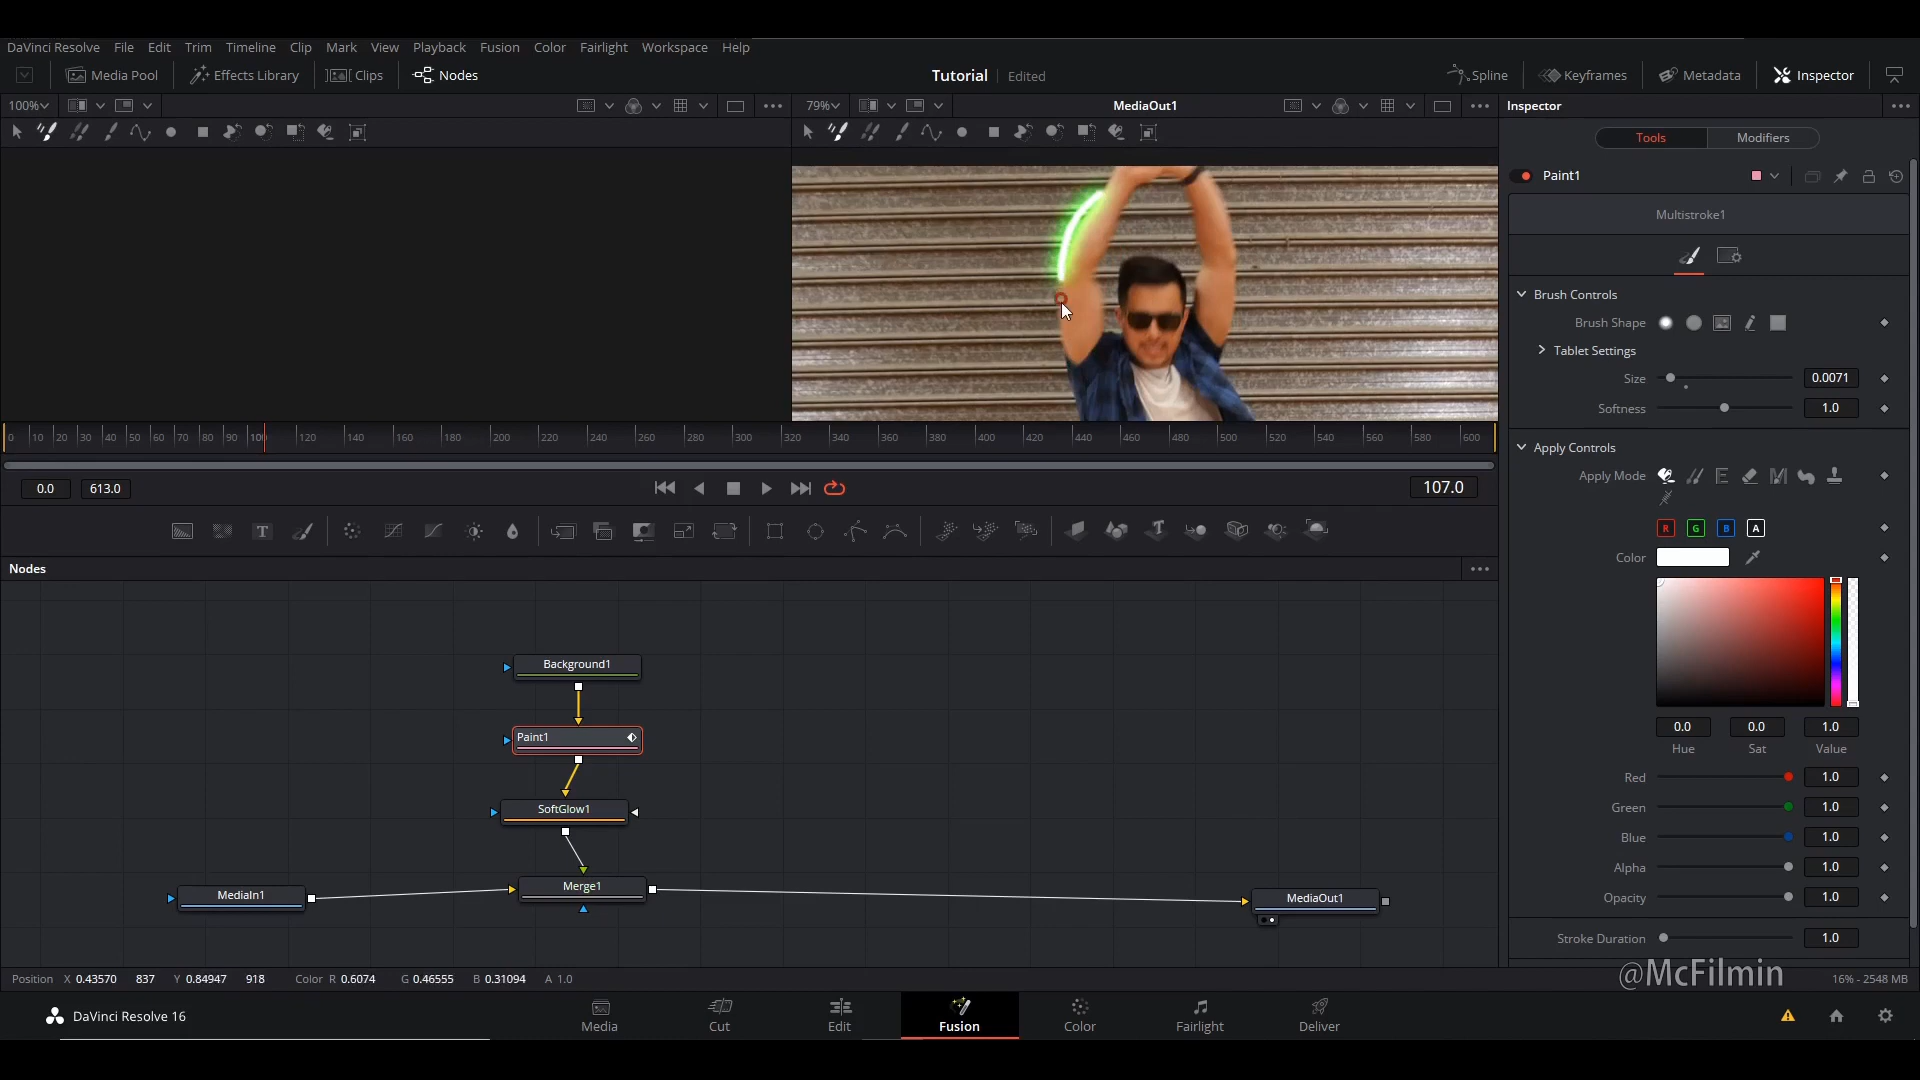 DaVinci Resolve File Edit Trim Timeline Clip Mark View Playback Fusion Color Fairlight Workspace Help
Media Pool Effects Library Clips Nodes Tutorial Edited Spline Keyframes Metadata Inspector
100% 79% MediaOut1 Inspector
Tools Modifiers
Paint1
Multistroke1
Brush Controls
Brush Shape
Tablet Settings
Size 0.0071
Softness 1.0
0 10 20 30 40 50 60 70 80 90 100 120 140 160 180 200 220 240 260 280 300 320 340 360 380 400 420 440 460 480 500 520 540 560 580 600
Apply Controls
Apply Mode
0.0 613.0 107.0
R G B A
Color
Nodes
Background1
Paint1
SoftGlow1
MediaIn1 Merge1 MediaOut1
0.0 0.0 1.0
Hue Sat Value
Red 1.0
Green 1.0
Blue 1.0
Alpha 1.0
Opacity 1.0
Stroke Duration 1.0
@McFilmin
Position X 0.43570 837 Y 0.84947 918 Color R 0.6074 G 0.46555 B 0.31094 A 1.0 16% - 2548 MB
DaVinci Resolve 16 Media Cut Edit Fusion Color Fairlight Deliver